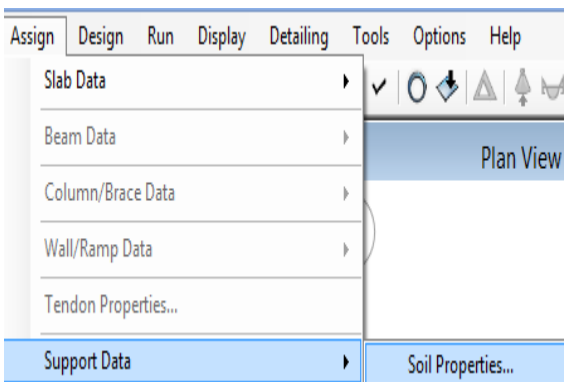 Assign Design Run Display Detailing Tools Options Help
Slab Data
Beam Data
Plan View
Column/Brace Data
Wall/Ramp Data
Tendon Properties...
Support Data
Soil Properties...